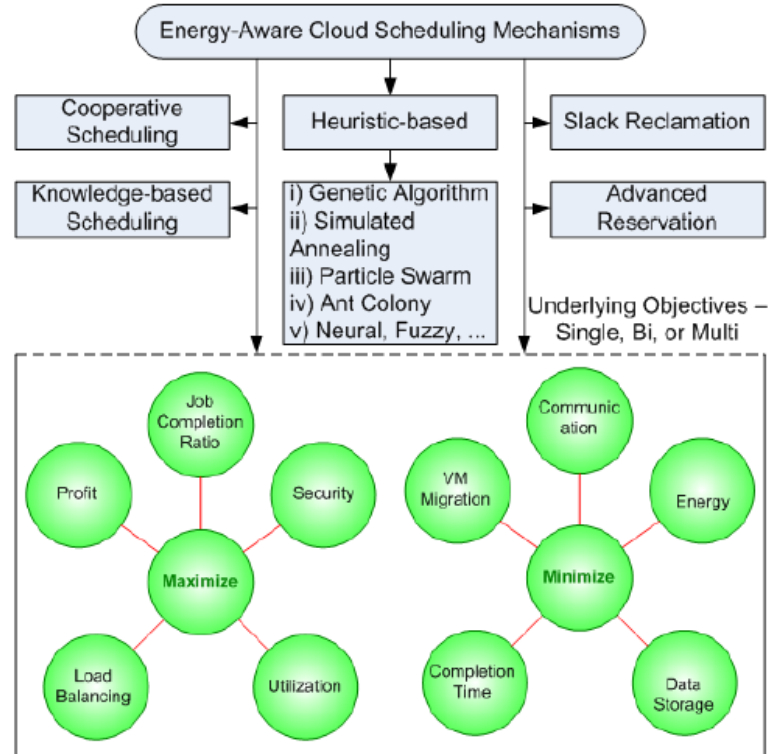 Energy-Aware Cloud Scheduling Mechanisms
Cooperative
Scheduling
Heuristic-based
Slack Reclamation
Knowledge-based
Scheduling
i) Genetic Algorithm
ii) Simulated
Annealing
iii) Particle Swarm
iv) Ant Colony
v) Neural, Fuzzy, ...
Advanced
Reservation
Underlying Objectives –
Single, Bi, or Multi
Job
Completion
Ratio
Profit
Security
Maximize
Load
Balancing
Utilization
Communic
ation
VM
Migration
Energy
Minimize
Completion
Time
Data
Storage